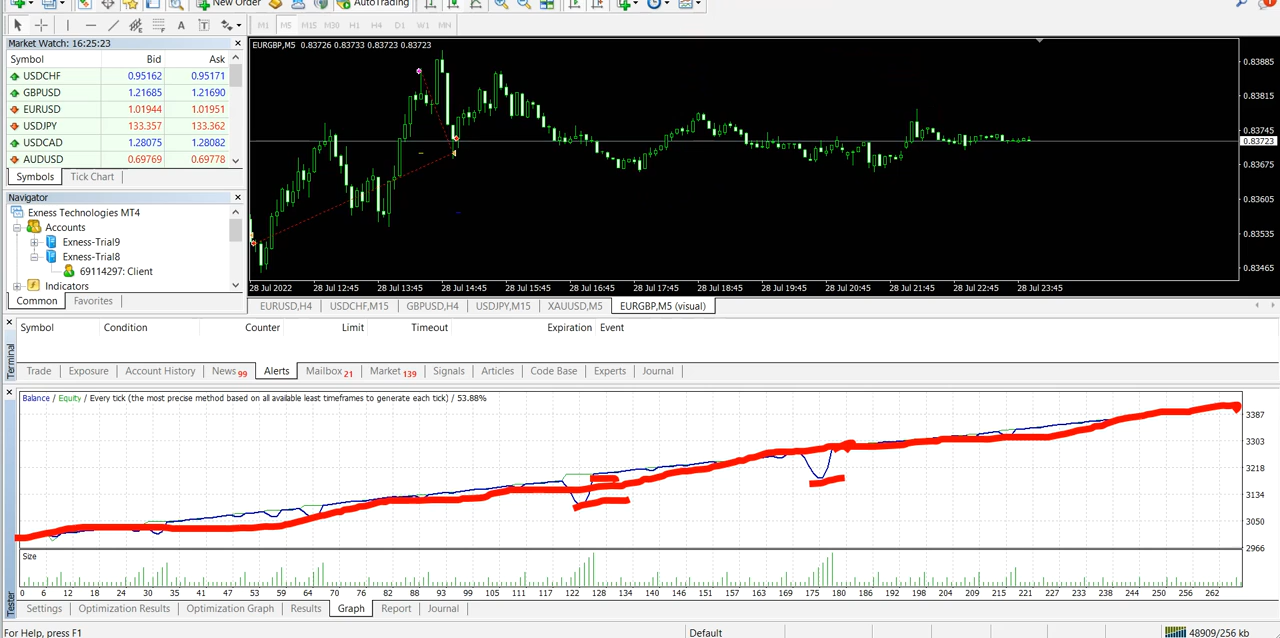 New Order AutoTrading
A T M1 M5 M15 M30 H1 H4 D1 W1 MN
Market Watch: 16:25:23
Symbol Bid Ask
USDCHF 0.95162 0.95171
GBPUSD 1.21685 1.21690
EURUSD 1.01944 1.01951
USDJPY 133.357 133.362
USDCAD 1.28075 1.28082
AUDUSD 0.69769 0.69778
Symbols Tick Chart
Navigator
Exness Technologies MT4
Accounts
Exness-Trial9
Exness-Trial8
69114297: Client
Indicators
Common Favorites
EURGBP,M5 0.83726 0.83733 0.83723 0.83723
0.83885
0.83815
0.83745
0.83723
0.83675
0.83605
0.83535
0.83465
28 Jul 2022 28 Jul 12:45 28 Jul 13:45 28 Jul 14:45 28 Jul 15:45 28 Jul 16:45 28 Jul 17:45 28 Jul 18:45 28 Jul 19:45 28 Jul 20:45 28 Jul 21:45 28 Jul 22:45 28 Jul 23:45
EURUSD,H4 USDCHF,M15 GBPUSD,H4 USDJPY,M15 XAUUSD,M5 EURGBP,M5 (visual)
Terminal
Symbol Condition Counter Limit Timeout Expiration Event
Trade Exposure Account History News 99 Alerts Mailbox 21 Market 139 Signals Articles Code Base Experts Journal
Balance / Equity / Every tick (the most precise method based on all available least timeframes to generate each tick) / 53.88%
3387
3303
3218
3134
3050
2966
Size
0 6 12 18 24 30 35 41 47 53 59 64 70 76 82 88 93 99 105 111 117 122 128 134 140 146 151 157 163 169 175 180 186 192 198 204 209 215 221 227 233 238 244 250 256 262
Tester
Settings Optimization Results Optimization Graph Results Graph Report Journal
For Help, press F1 Default 48909/256 kb